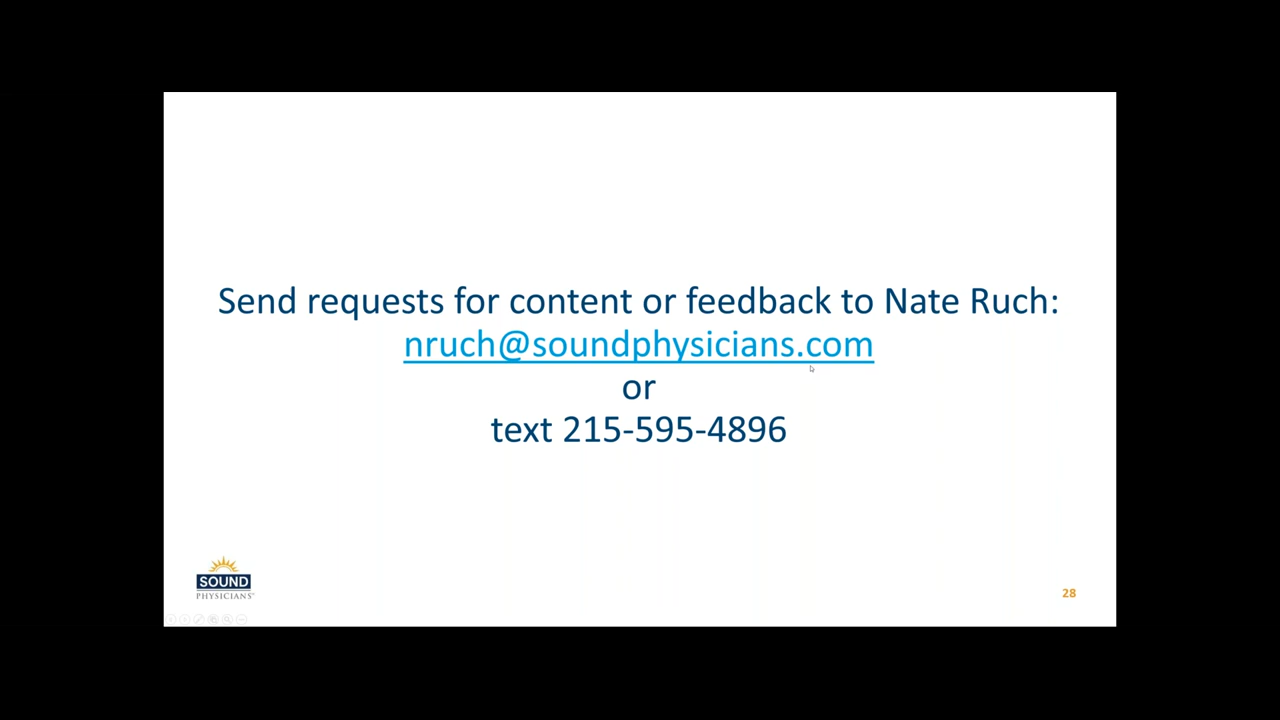 Send requests for content or feedback to Nate Ruch:
nruch@soundphysicians.com
or
text 215-595-4896
SOUND
PHYSICIANS
28